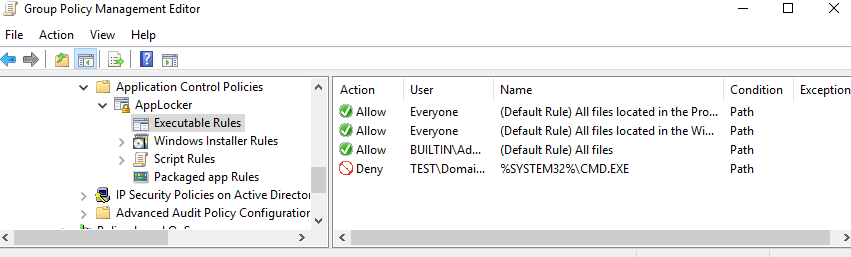 Group Policy Management Editor
File Action View Help
Application Control Policies
AppLocker
Executable Rules
Windows Installer Rules
Script Rules
Packaged app Rules
IP Security Policies on Active Director
Advanced Audit Policy Configuration
Action User Name Condition Exception
Allow Everyone (Default Rule) All files located in the Pro... Path
Allow Everyone (Default Rule) All files located in the Wi... Path
Allow BUILTIN\Ad... (Default Rule) All files Path
Deny TEST\Domai... %SYSTEM32%\CMD.EXE Path